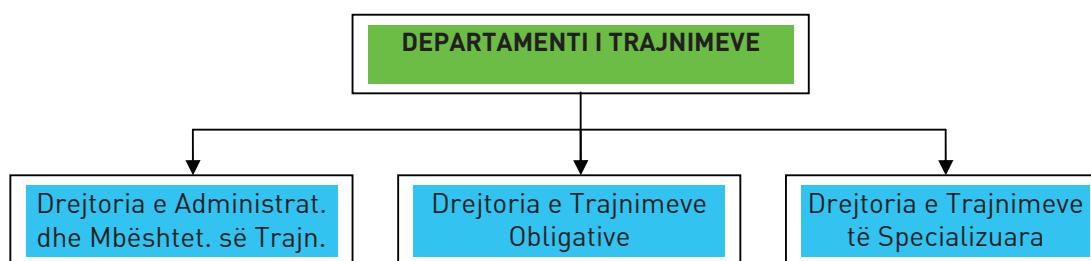 DEPARTAMENTI I TRAJNIMEVE
Drejtoria e Administrat.
dhe Mbështet. së Trajn.
Drejtoria e Trajnimeve
Obligative
Drejtoria e Trajnimeve
të Specializuara